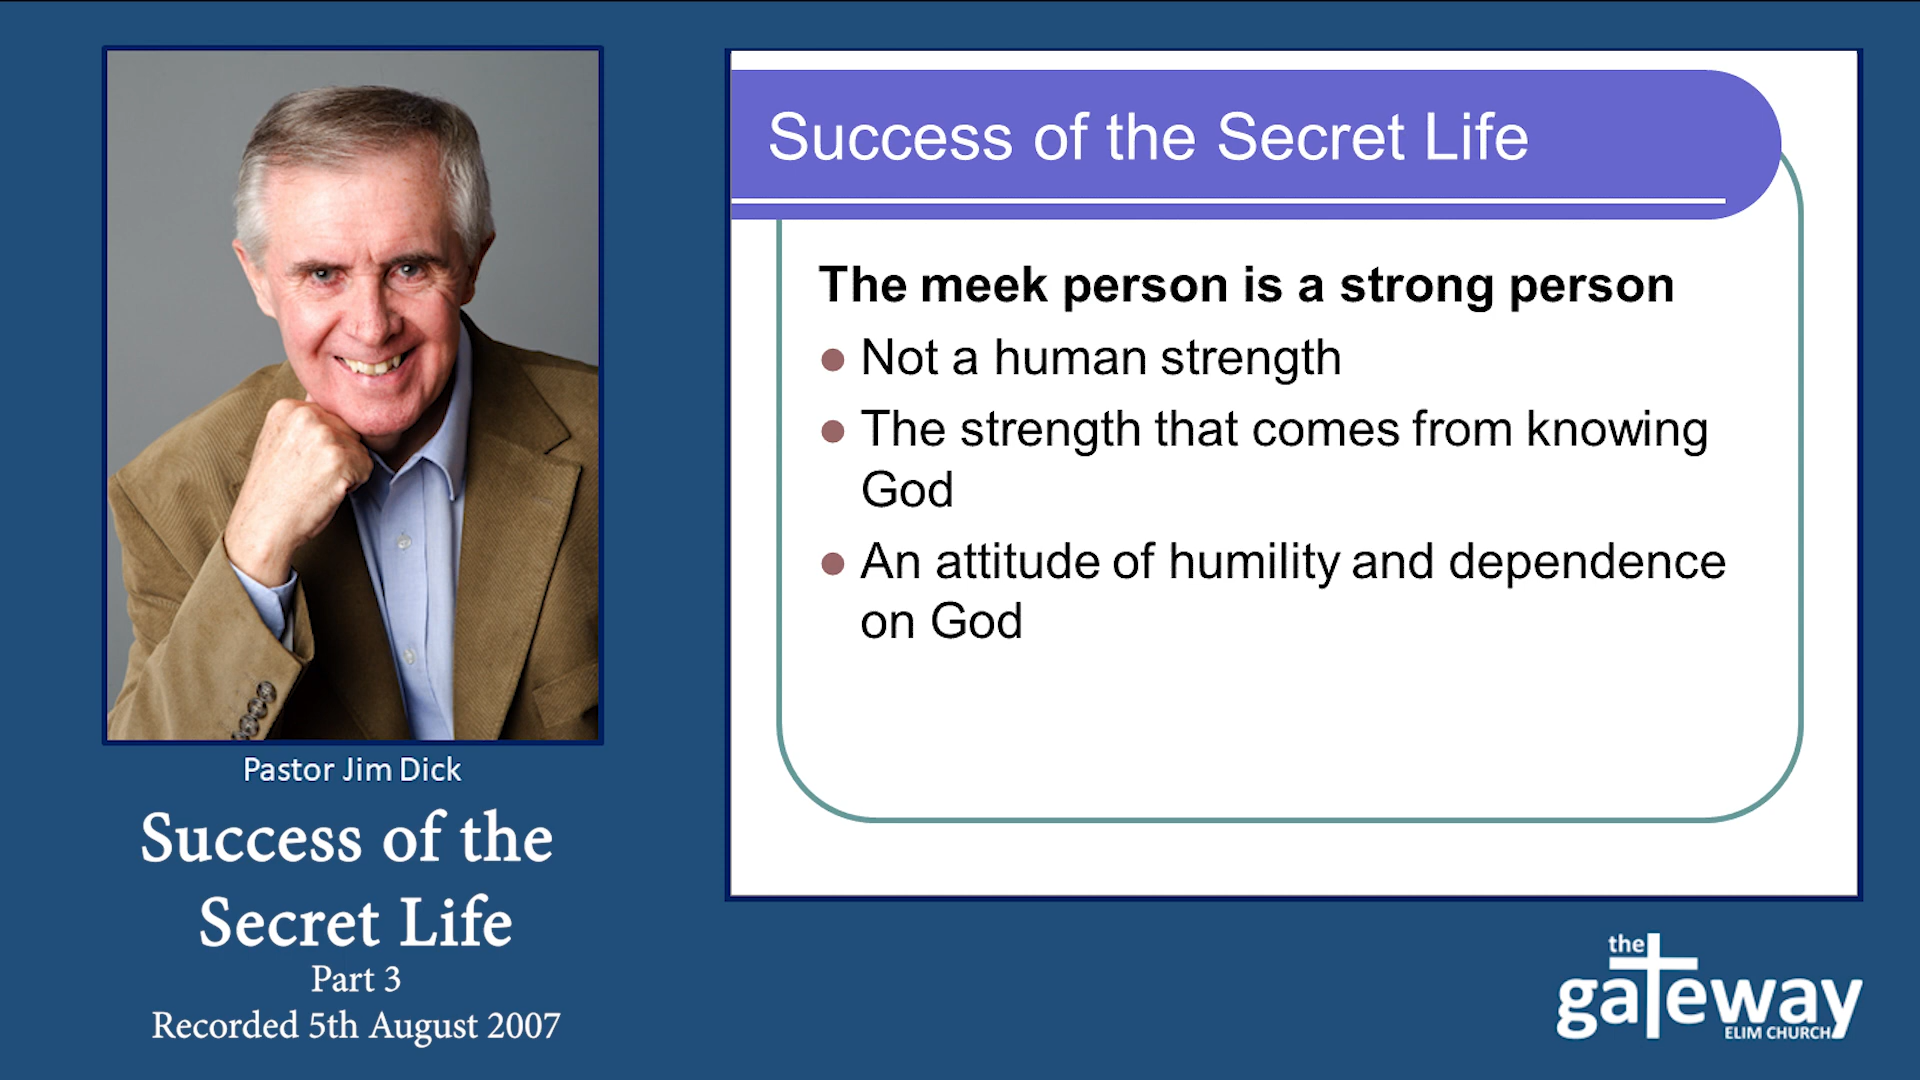 Pastor Jim Dick
Success of the
Secret Life
Part 3
Recorded 5th August 2007
Success of the Secret Life
The meek person is a strong person
● Not a human strength
● The strength that comes from knowing
God
● An attitude of humility and dependence
on God
the
gateway
ELIM CHURCH